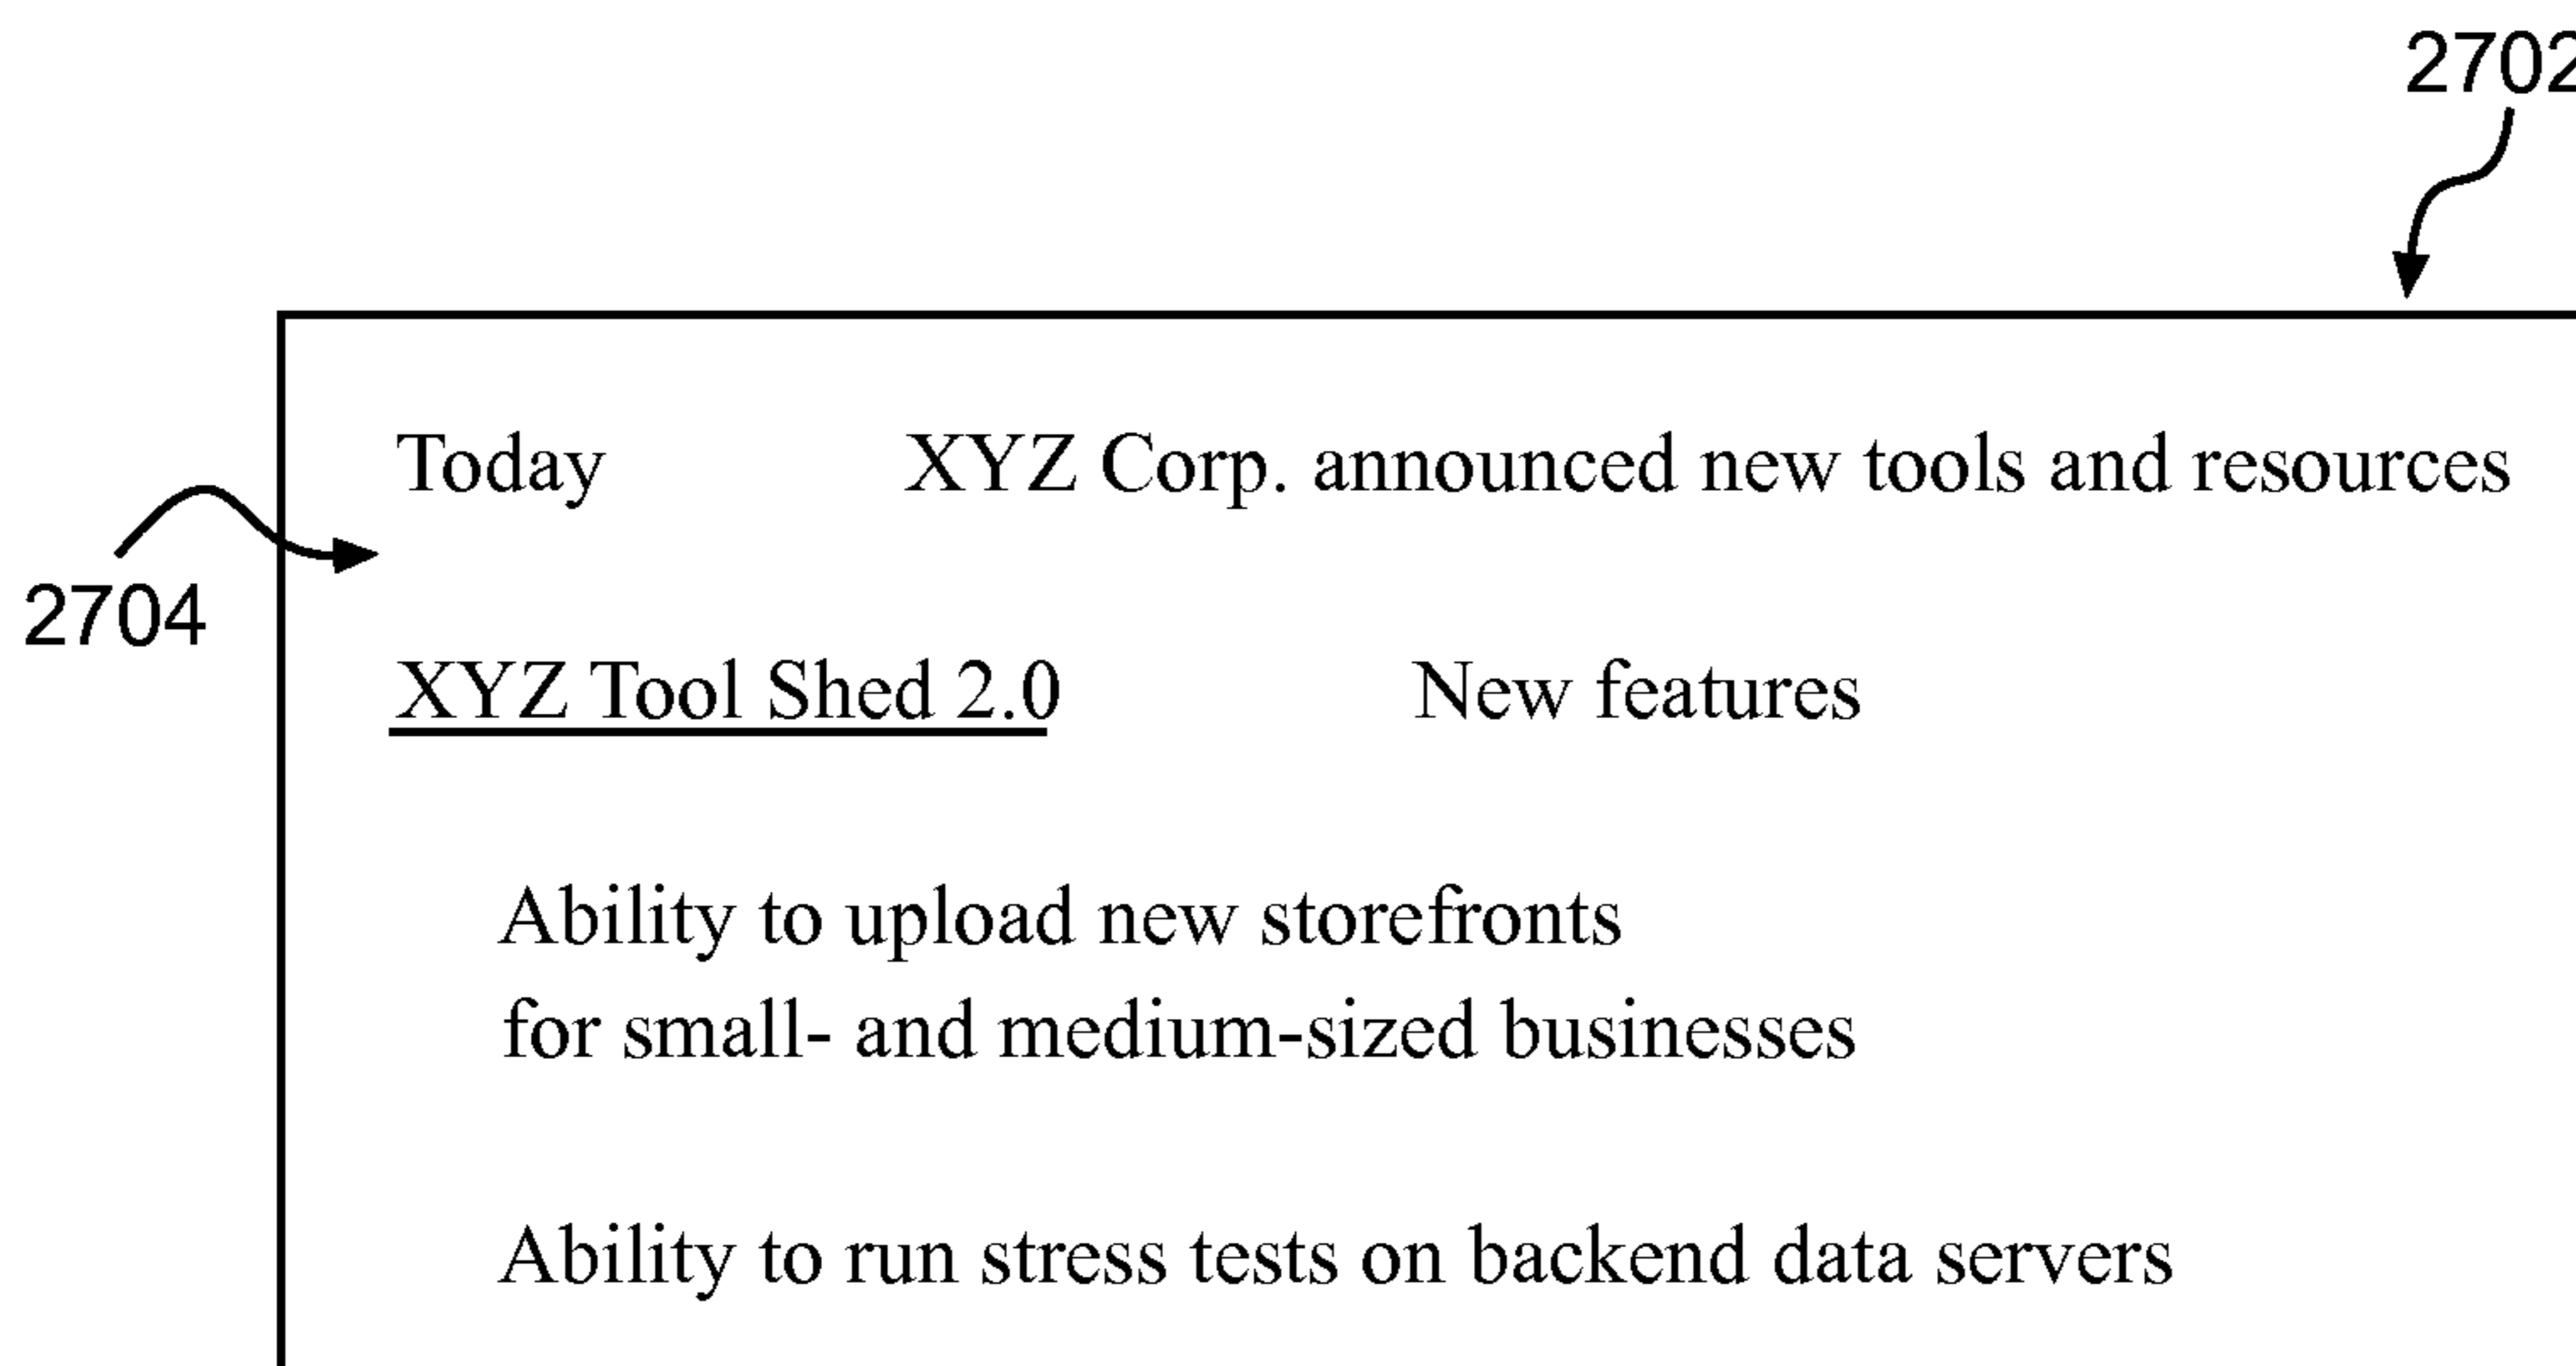 2702
Today XYZ Corp. announced new tools and resources
2704
XYZ Tool Shed 2.0 New features
Ability to upload new storefronts
for small- and medium-sized businesses
Ability to run stress tests on backend data servers